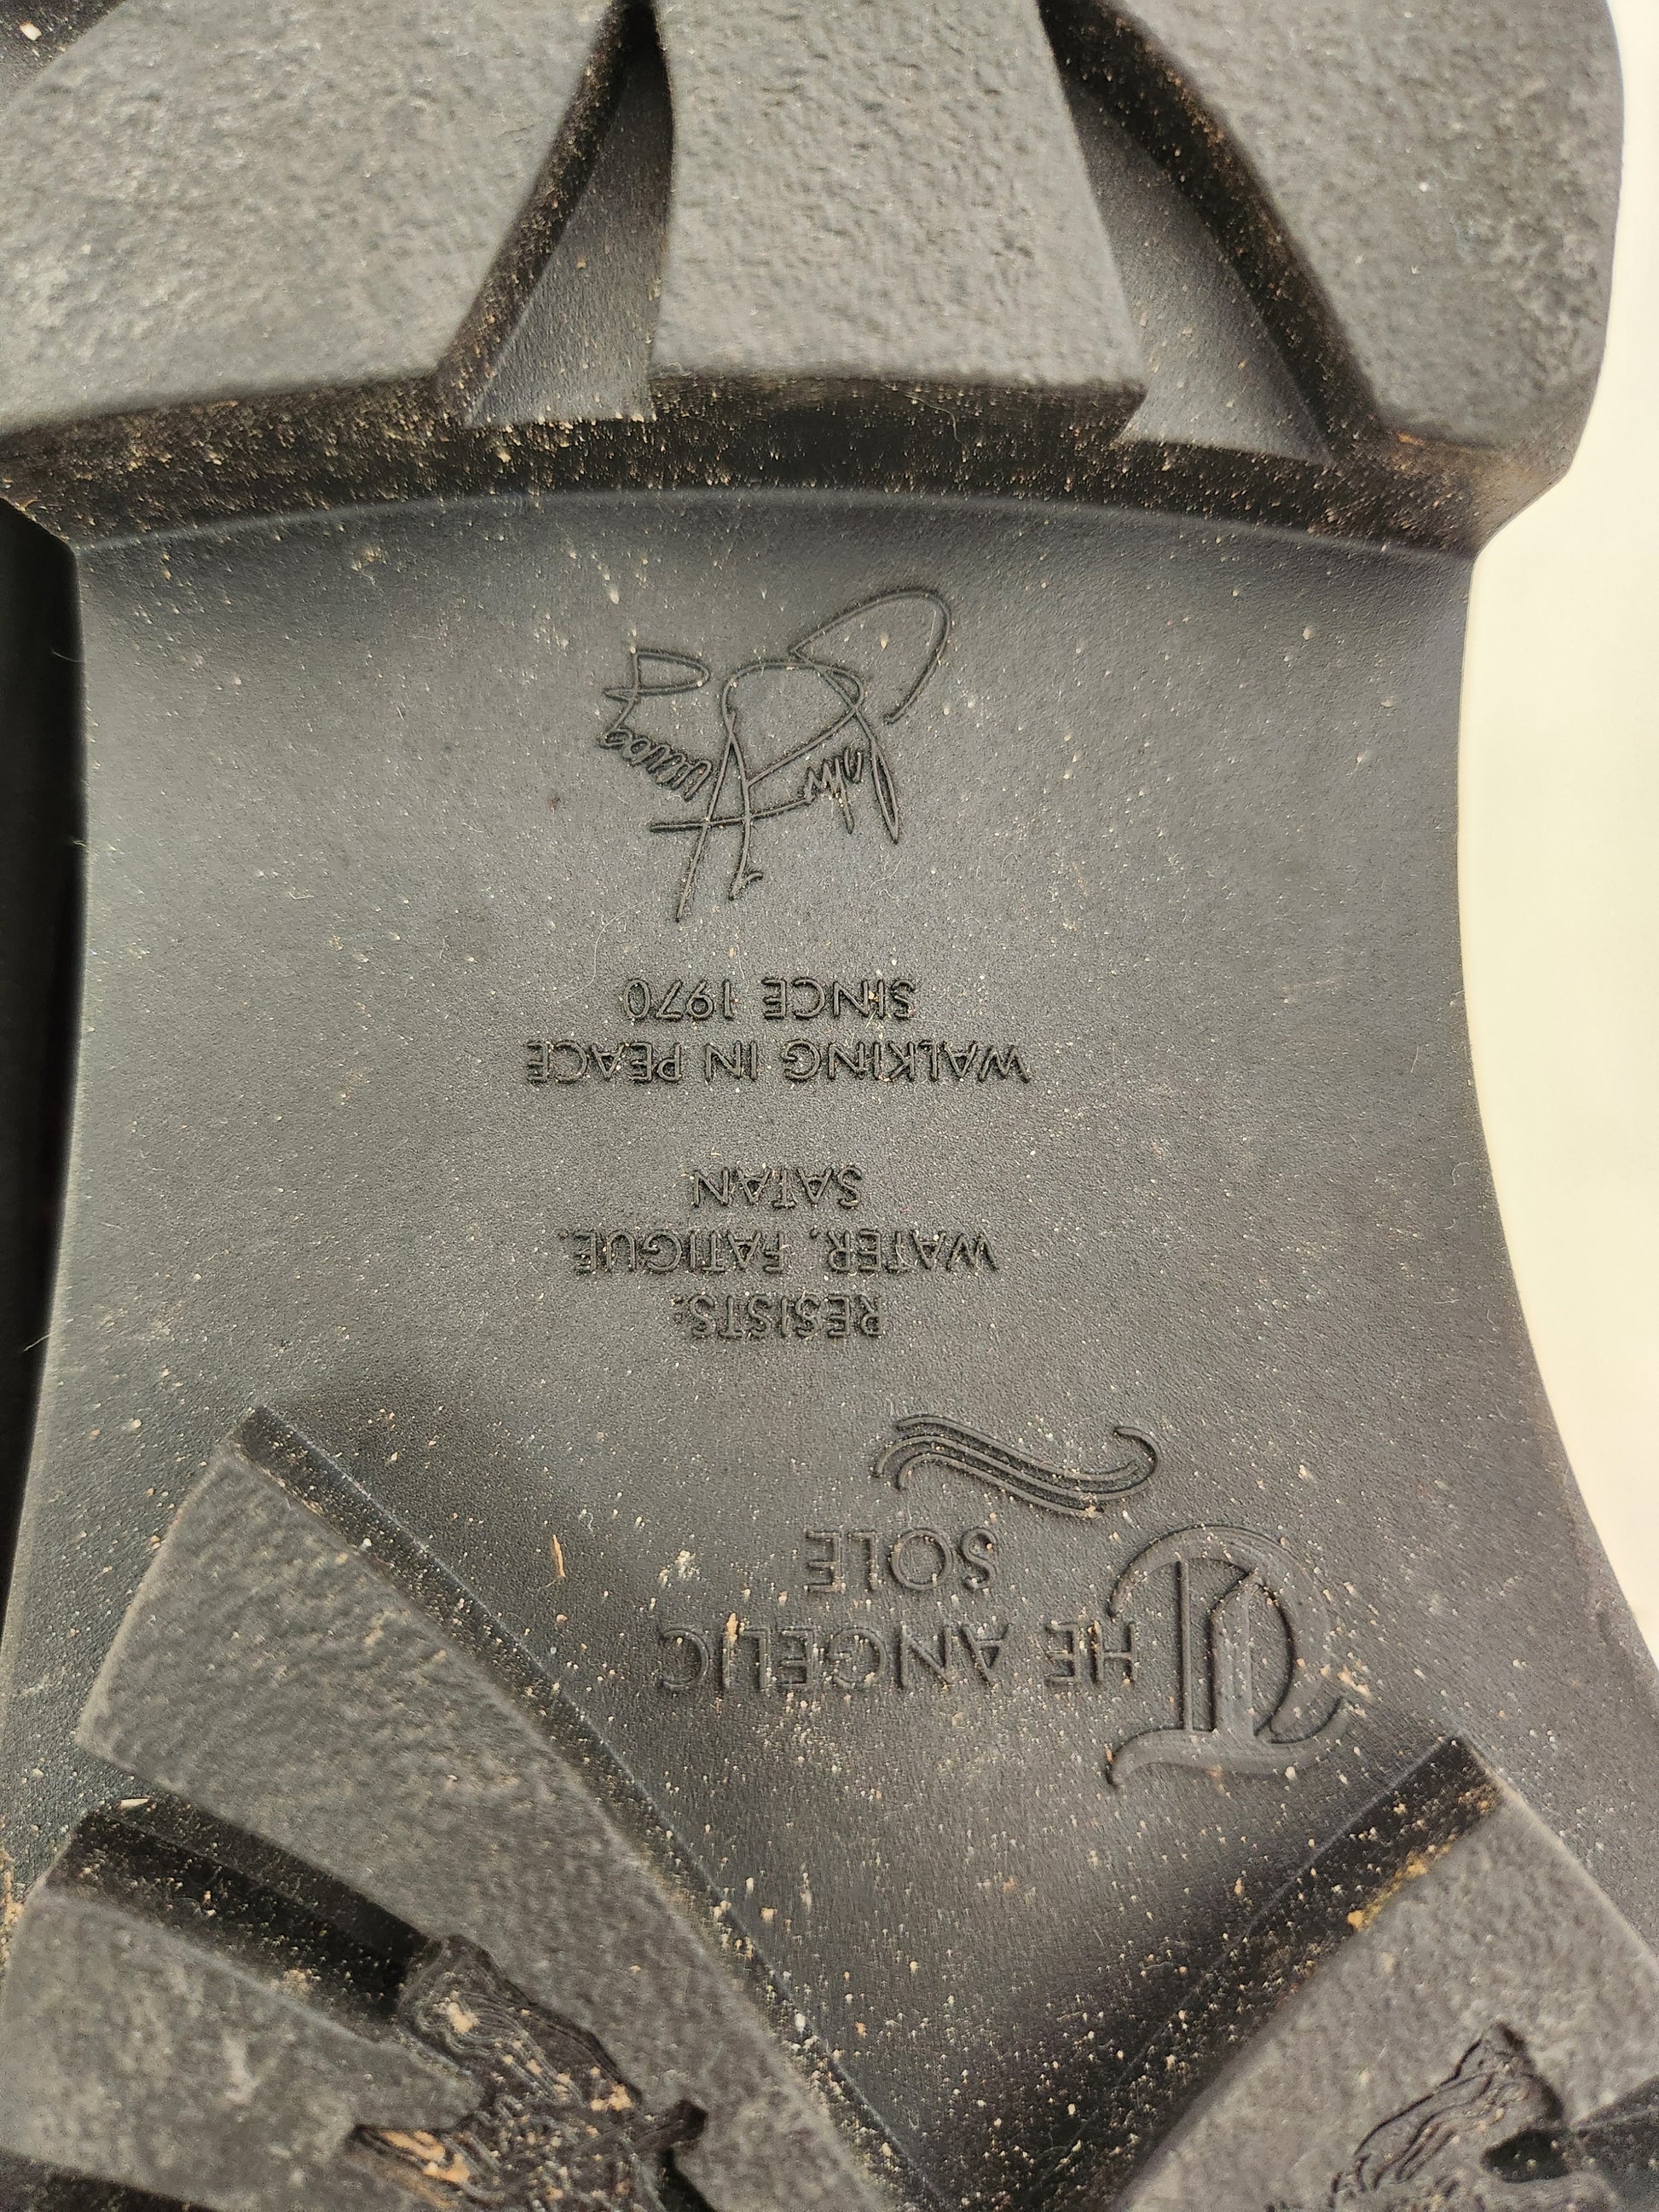 THE ANGELIC
SOLE
RESISTS:
WATER, FATIGUE,
SATAN
WALKING IN PEACE
SINCE 1970